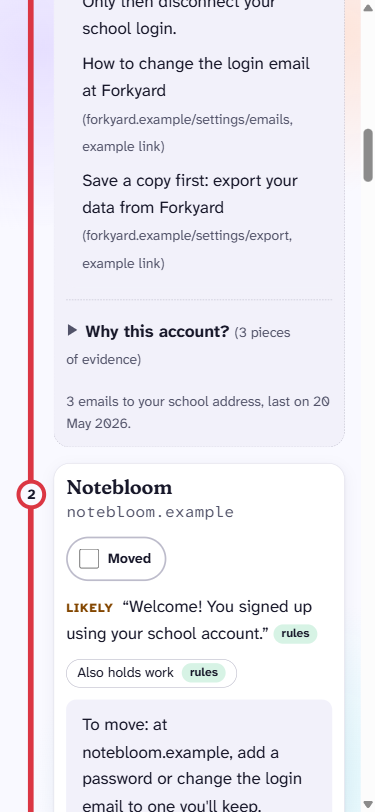 Only then disconnect your
school login.
How to change the login email
at Forkyard
(forkyard.example/settings/emails,
example link)
Save a copy first: export your
data from Forkyard
(forkyard.example/settings/export,
example link)
Why this account? (3 pieces
of evidence)
3 emails to your school address, last on 20
May 2026.
2
Notebloom
notebloom.example
Moved
LIKELY “Welcome! You signed up
using your school account.” rules
Also holds work rules
To move: at
notebloom.example, add a
password or change the login
email to one you'll keep.